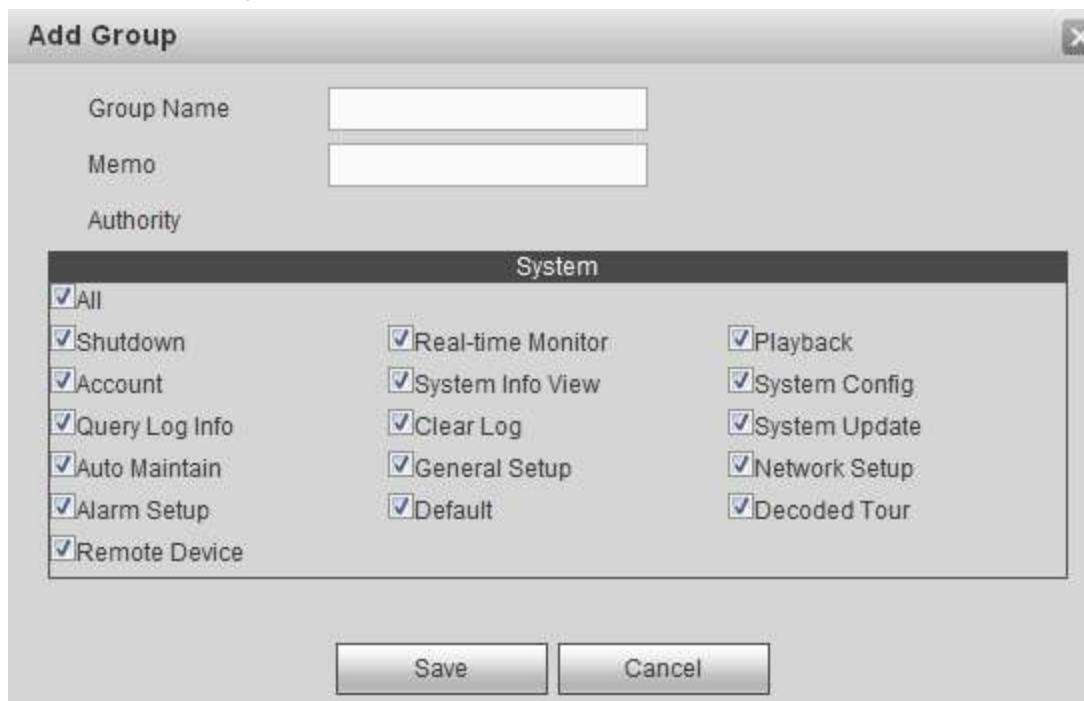 Add Group
Group Name
Memo
Authority
System
All
Shutdown Real-time Monitor Playback
Account System Info View System Config
Query Log Info Clear Log System Update
Auto Maintain General Setup Network Setup
Alarm Setup Default Decoded Tour
Remote Device
Save Cancel